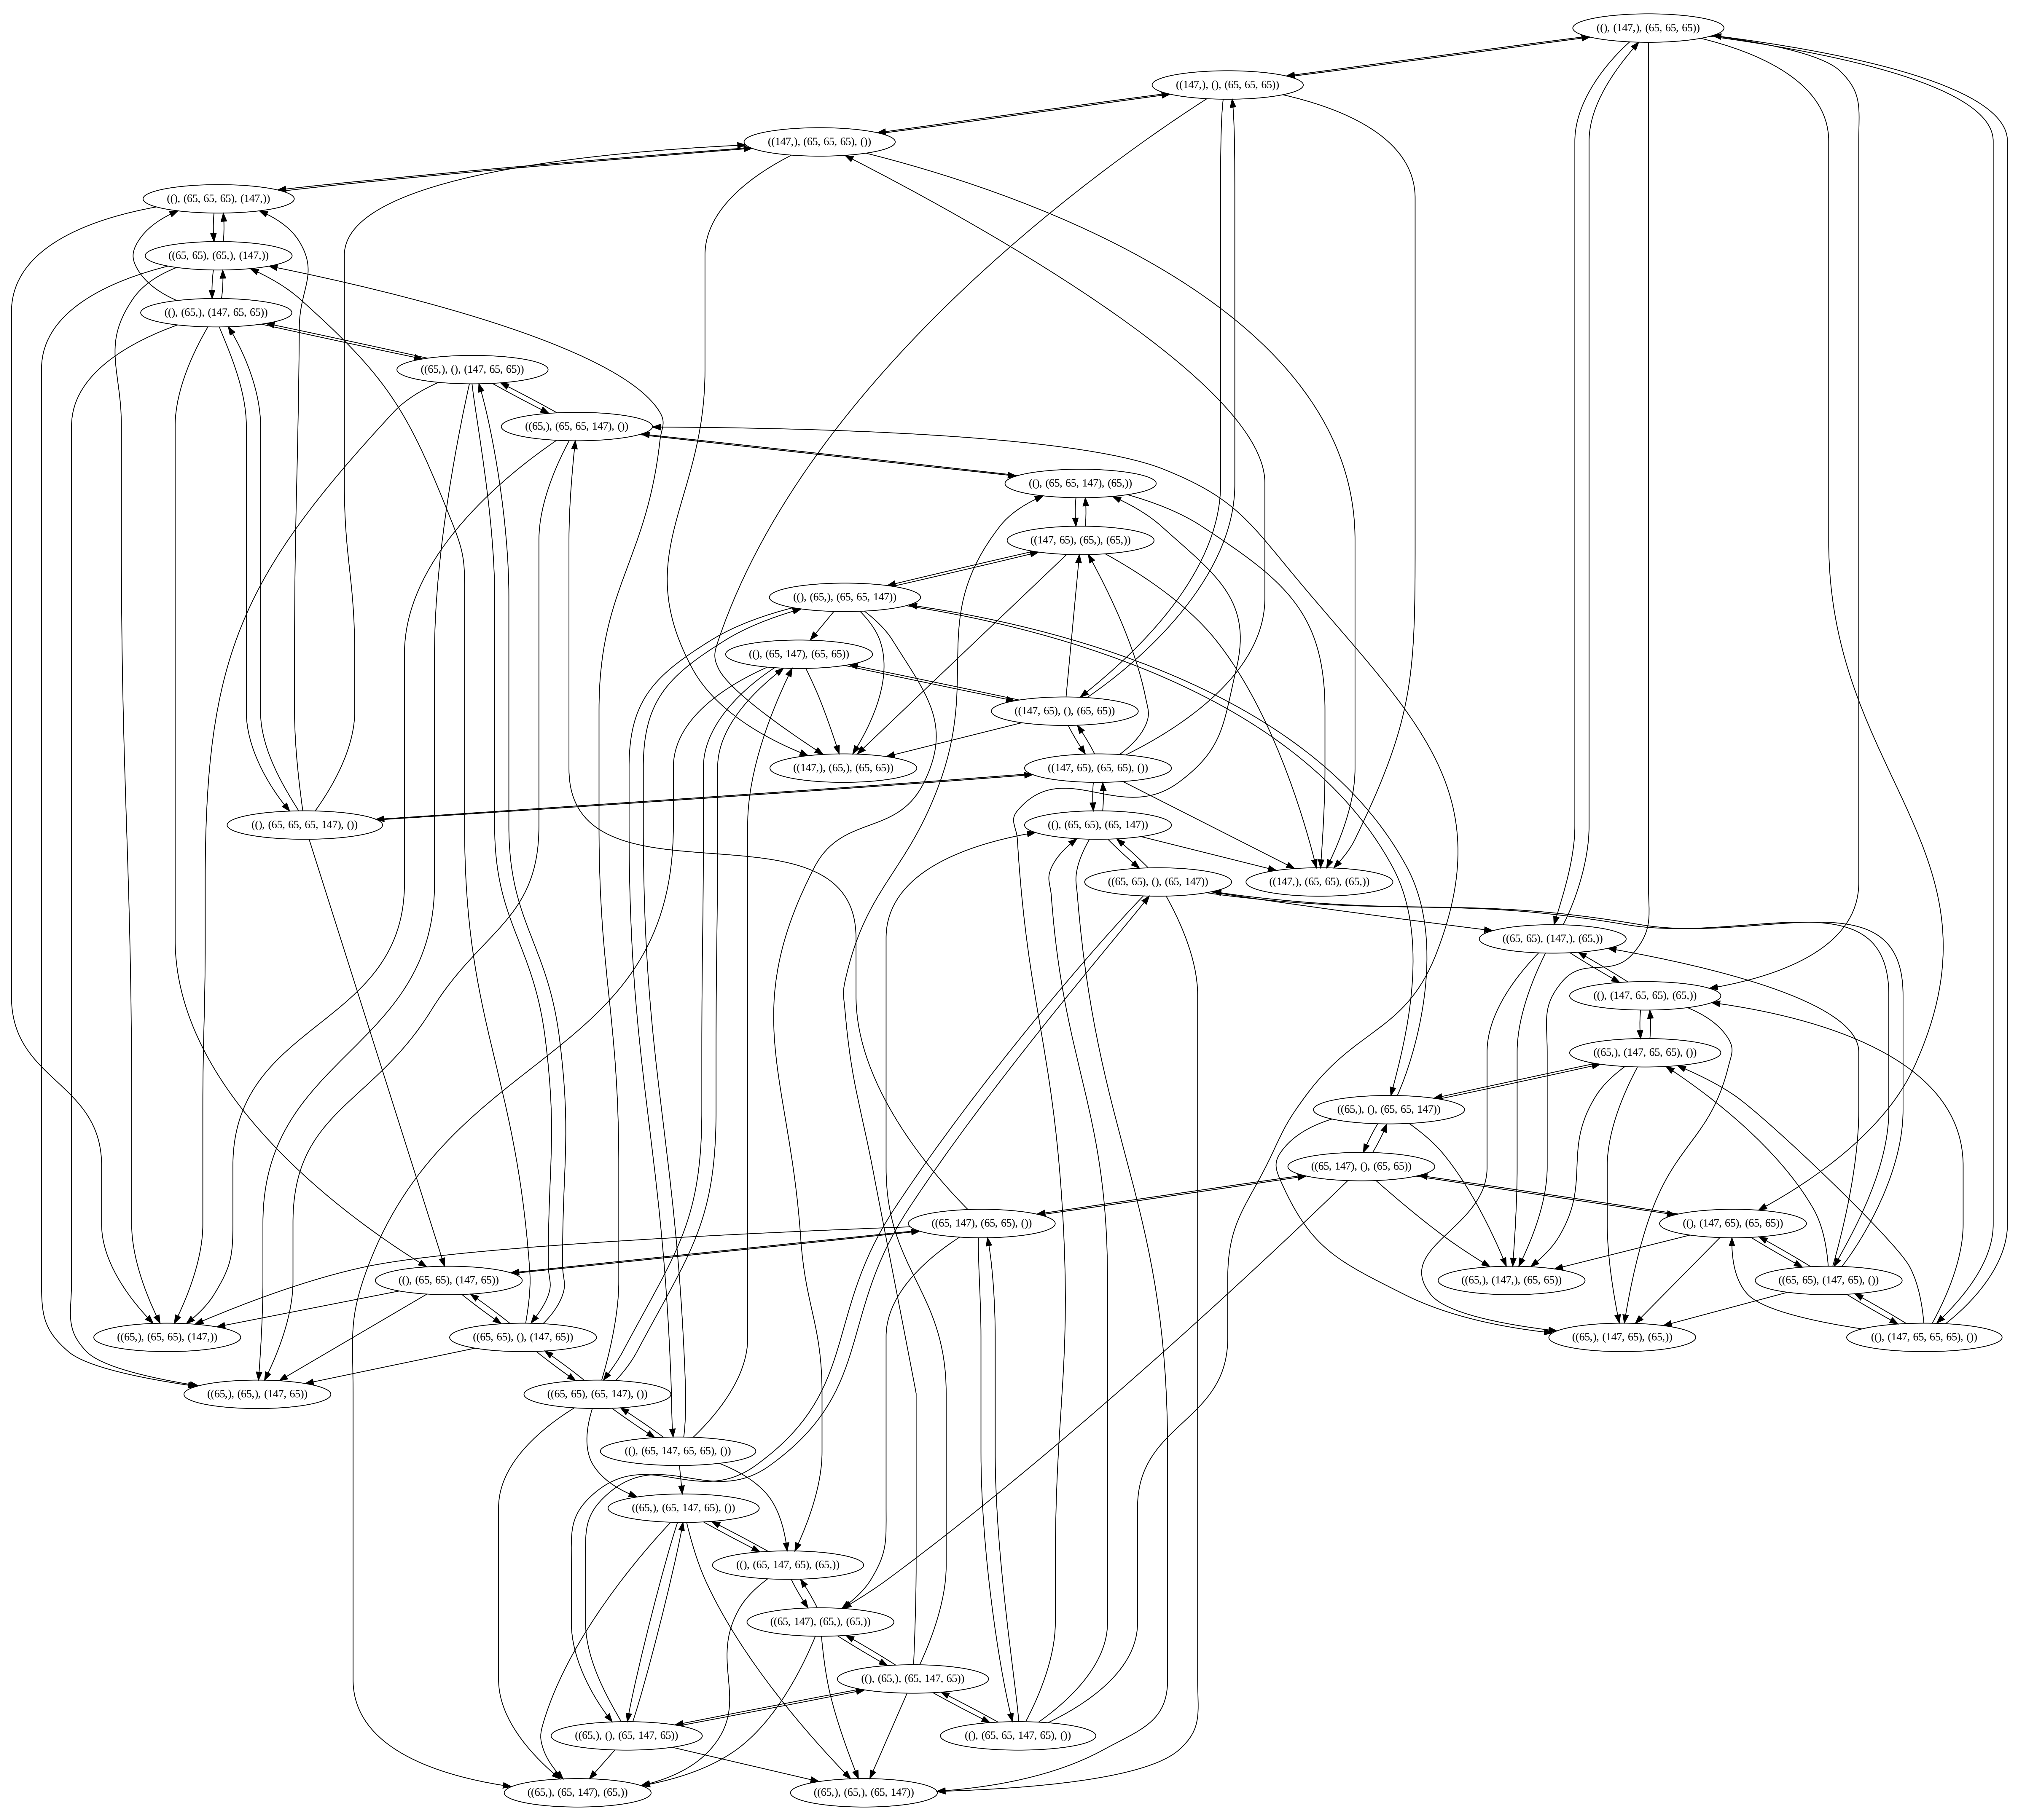 ((), (147,), (65, 65, 65))
((147,), (), (65, 65, 65))
((147,), (65, 65, 65), ())
((), (65, 65, 65), (147,))
((65, 65), (65,), (147,))
((), (65,), (147, 65, 65))
((65,), (), (147, 65, 65))
((65,), (65, 65, 147), ())
((), (65, 65, 147), (65,))
((147, 65), (65,), (65,))
((), (65,), (65, 65, 147))
((), (65, 147), (65, 65))
((147, 65), (), (65, 65))
((147,), (65,), (65, 65))
((147, 65), (65, 65), ())
((), (65, 65, 65, 147), ())
((), (65, 65), (65, 147))
((65, 65), (), (65, 147))
((147,), (65, 65), (65,))
((65, 65), (147,), (65,))
((), (147, 65, 65), (65,))
((65,), (147, 65, 65), ())
((65,), (), (65, 65, 147))
((65, 147), (), (65, 65))
((65, 147), (65, 65), ())
((), (147, 65), (65, 65))
((), (65, 65), (147, 65))
((65,), (147,), (65, 65))
((65, 65), (147, 65), ())
((65,), (65, 65), (147,))
((65, 65), (), (147, 65))
((65,), (147, 65), (65,))
((), (147, 65, 65, 65), ())
((65,), (65,), (147, 65))
((65, 65), (65, 147), ())
((), (65, 147, 65, 65), ())
((65,), (65, 147, 65), ())
((), (65, 147, 65), (65,))
((65, 147), (65,), (65,))
((), (65,), (65, 147, 65))
((65,), (), (65, 147, 65))
((), (65, 65, 147, 65), ())
((65,), (65, 147), (65,))
((65,), (65,), (65, 147))